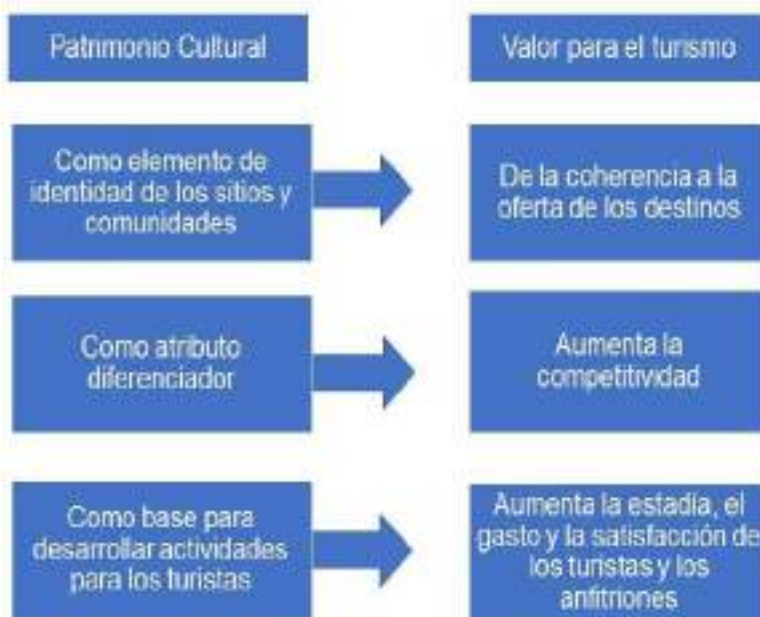 Patrimonio Cultural
Valor para el turismo
Como elemento de
identidad de los sitios y
comunidades
De la coherencia a la
oferta de los destinos
Como atributo
diferenciador
Aumenta la
competitividad
Como base para
desarrollar actividades
para los turistas
Aumenta la estadía, el
gasto y la satisfacción de
los turistas y los
anfitriones